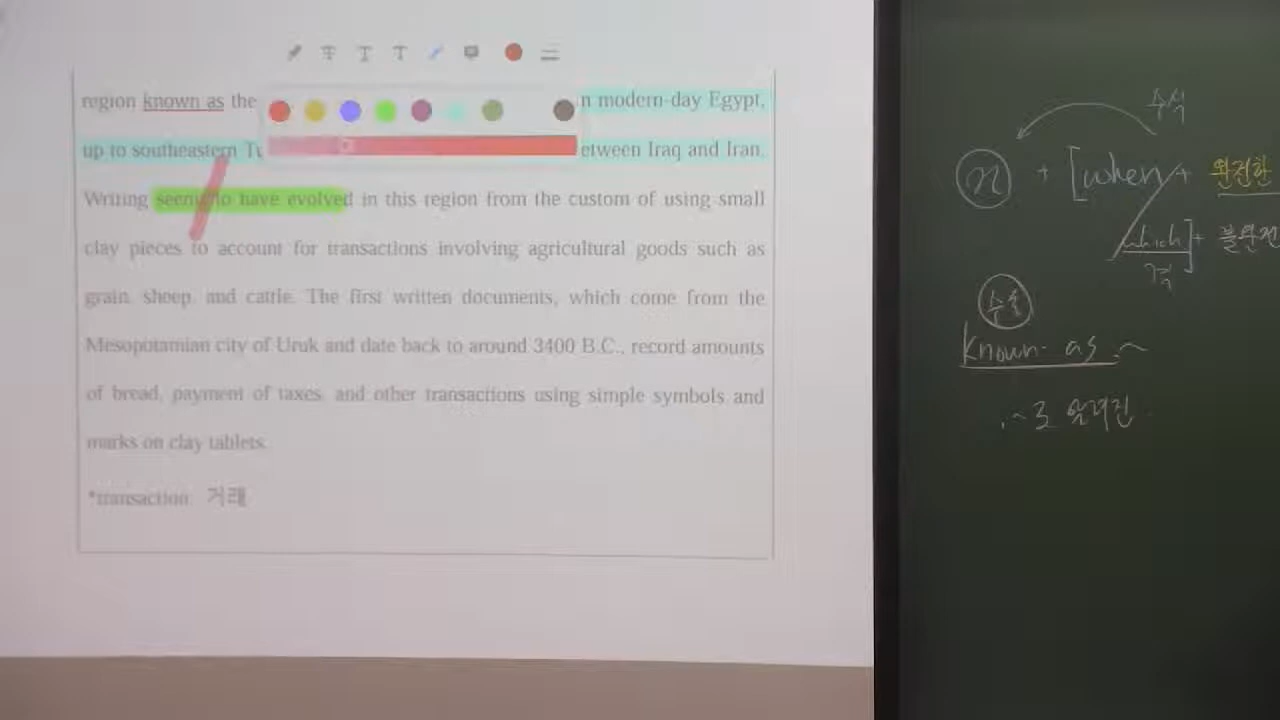 region known as the n modern-day Egypt,
up to southeastern Tu etween Iraq and Iran.
Writing seems to have evolved in this region from the custom of using small
clay pieces to account for transactions involving agricultural goods such as
grain, sheep, and cattle. The first written documents, which come from the
Mesopotamian city of Uruk and date back to around 3400 B.C., record amounts
of bread, payment of taxes, and other transactions using simple symbols and
marks on clay tablets.
*transaction 거래
수식
n + [when + 완전한
which] + 불완전
known as ~
~로 알려진